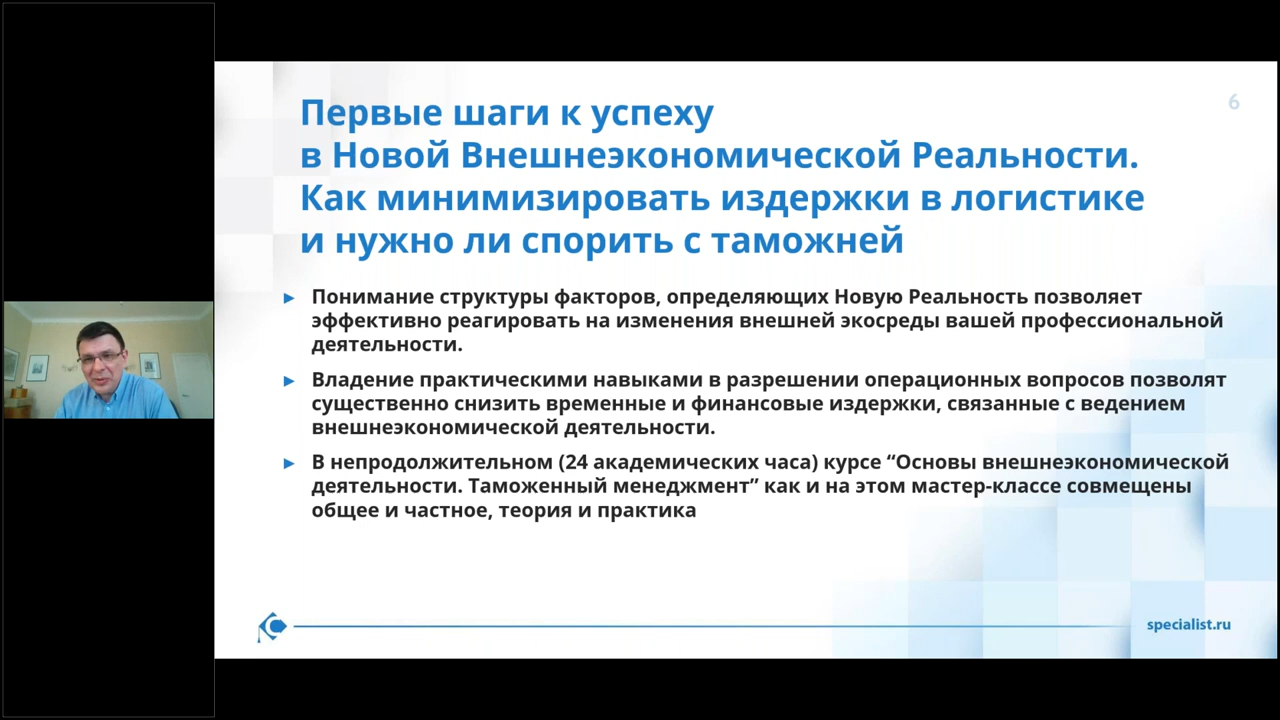 6
Первые шаги к успеху
в Новой Внешнеэкономической Реальности.
Как минимизировать издержки в логистике
и нужно ли спорить с таможней
► Понимание структуры факторов, определяющих Новую Реальность позволяет
эффективно реагировать на изменения внешней экосреды вашей профессиональной
деятельности.
► Владение практическими навыками в разрешении операционных вопросов позволят
существенно снизить временные и финансовые издержки, связанные с ведением
внешнеэкономической деятельности.
► В непродолжительном (24 академических часа) курсе “Основы внешнеэкономической
деятельности. Таможенный менеджмент” как и на этом мастер-классе совмещены
общее и частное, теория и практика
specialist.ru